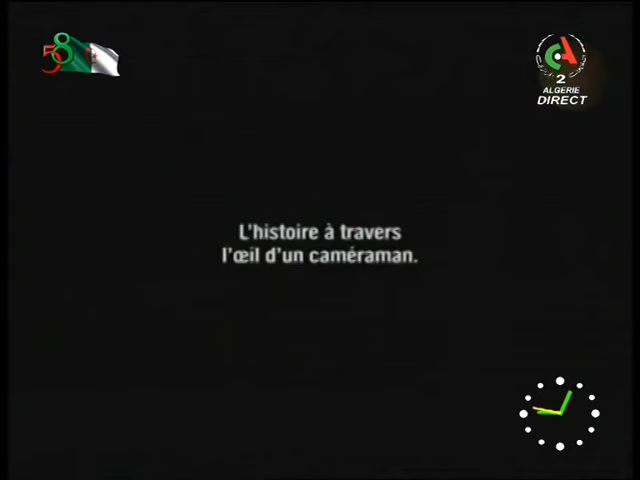 58
2
ALGERIE
DIRECT
L'histoire à travers
l'œil d'un caméraman.